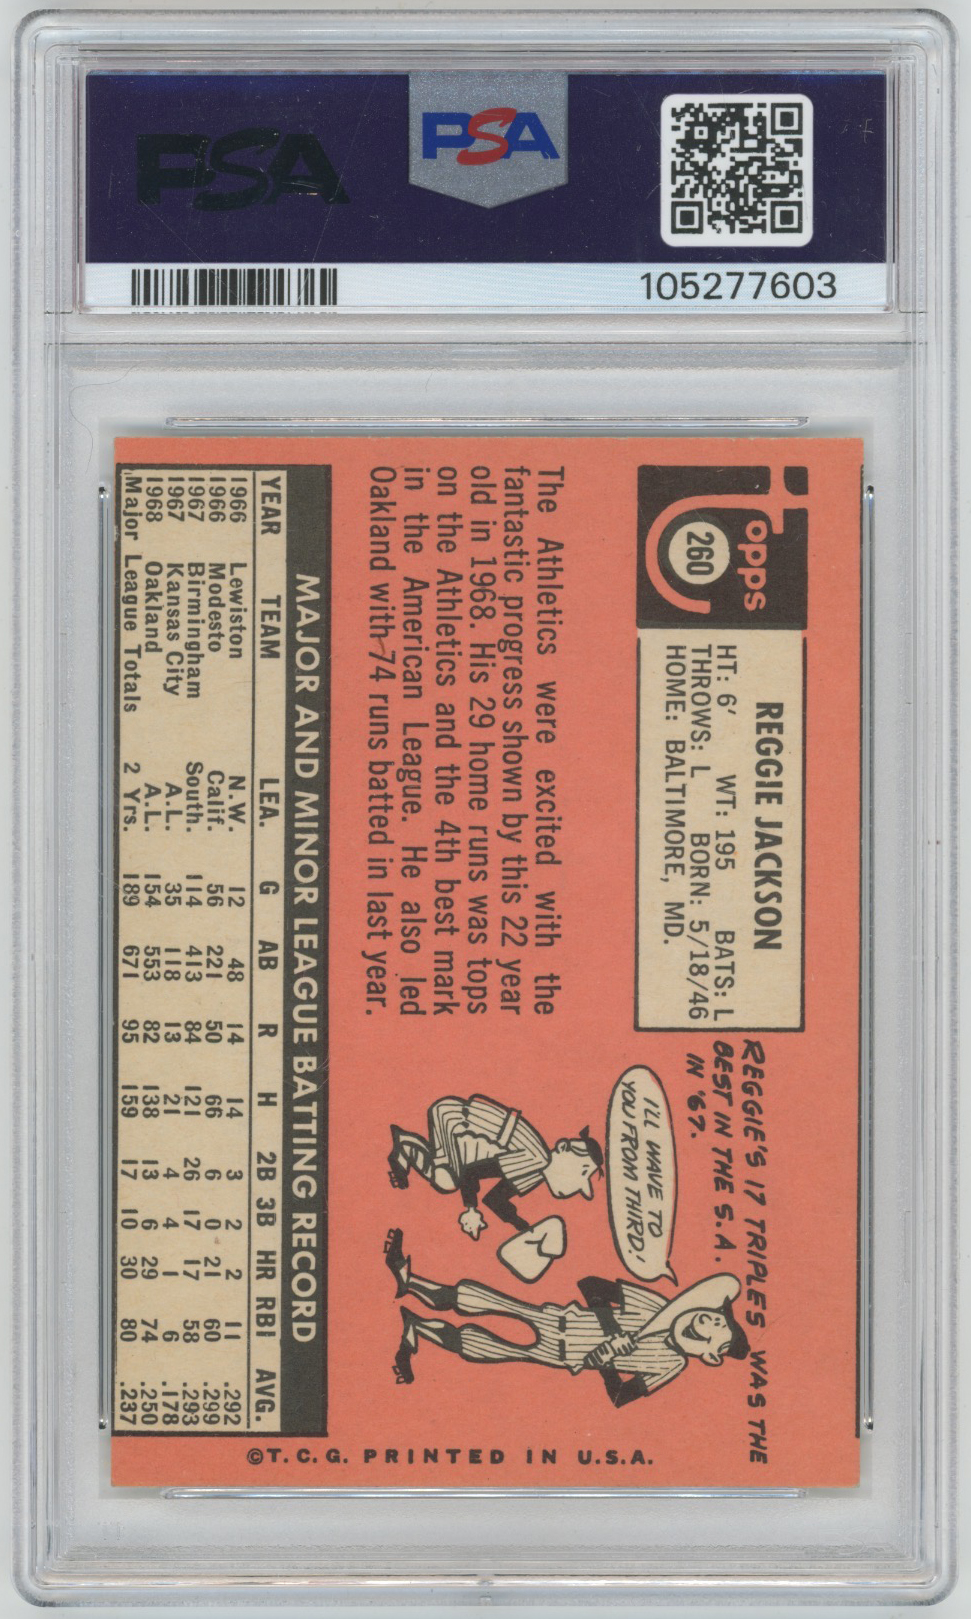 PSA
PSA
105277603
Topps
260
REGGIE JACKSON
HT: 6' WT: 195 BATS: L
THROWS: L BORN: 5/18/46
HOME: BALTIMORE, MD.
REGGIE'S 17 TRIPLES WAS THE
BEST IN THE S.A.
IN '67.
I'LL WAVE TO
YOU FROM THIRD!
The Athletics were excited with the
fantastic progress shown by this 22 year
old in 1968. His 29 home runs was tops
on the Athletics and the 4th best mark
in the American League. He also led
Oakland with 74 runs batted in last year.
MAJOR AND MINOR LEAGUE BATTING RECORD
YEAR TEAM LEA. G AB R H 2B 3B HR RBI AVG.
1966 Lewiston N.W. 12 48 14 14 3 2 2 11 .292
1966 Modesto Calif. 56 221 50 66 6 0 21 60 .299
1967 Birmingham South. 114 413 84 121 26 17 17 58 .293
1967 Kansas City A.L. 35 118 13 21 4 4 1 6 .178
1968 Oakland A.L. 154 553 82 138 13 6 29 74 .250
Major League Totals 2 Yrs. 189 671 95 159 17 10 30 80 .237
©T.C.G. PRINTED IN U.S.A.